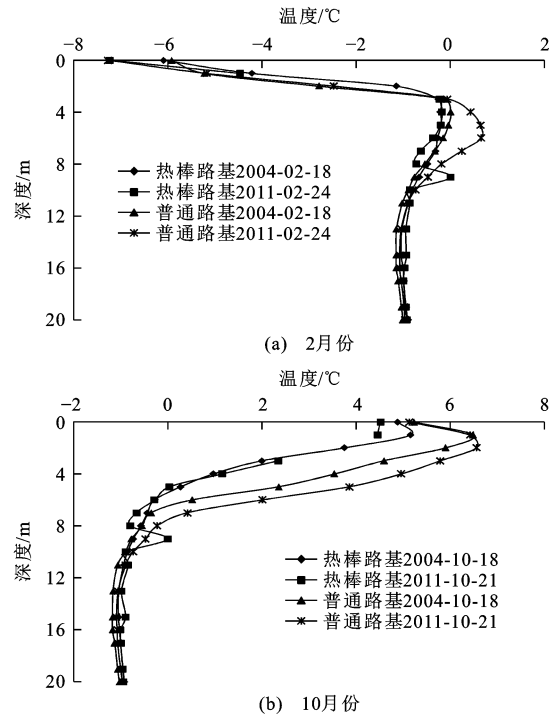 温度/℃
−8 −6 −4 −2 0 2
0
4
8
12
16
20
深度/m
热棒路基2004-02-18
热棒路基2011-02-24
普通路基2004-02-18
普通路基2011-02-24
(a) 2月份
温度/℃
−2 0 2 4 6 8
0
4
8
12
16
20
深度/m
热棒路基2004-10-18
热棒路基2011-10-21
普通路基2004-10-18
普通路基2011-10-21
(b) 10月份